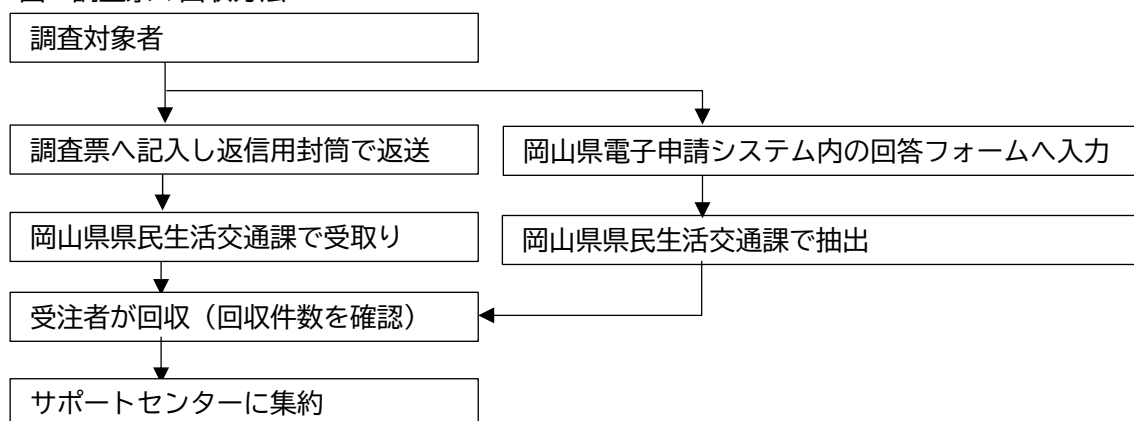 調査対象者
調査票へ記入し返信用封筒で返送
岡山県電子申請システム内の回答フォームへ入力
岡山県県民生活交通課で受取り
岡山県県民生活交通課で抽出
受注者が回収（回収件数を確認）
サポートセンターに集約